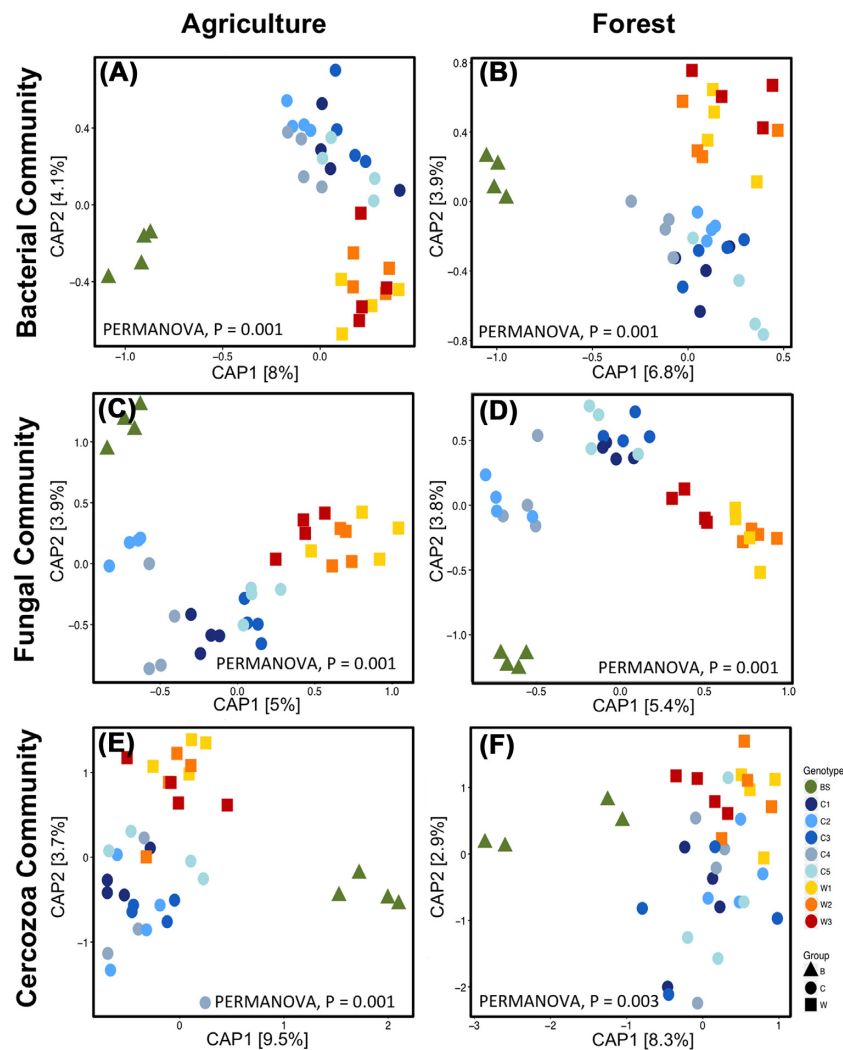 Agriculture
Forest
Bacterial Community
(A)
0.4
0.0
−0.4
CAP2 [4.1%]
PERMANOVA, P = 0.001
−1.0
−0.5
0.0
CAP1 [8%]
(B)
0.8
0.4
0.0
−0.4
−0.8
CAP2 [3.9%]
PERMANOVA, P = 0.001
−1.0
−0.5
0.0
0.5
CAP1 [6.8%]
Fungal Community
(C)
1.0
0.5
0.0
−0.5
CAP2 [3.9%]
PERMANOVA, P = 0.001
−0.5
0.0
0.5
1.0
CAP1 [5%]
(D)
0.5
0.0
−0.5
−1.0
CAP2 [3.8%]
PERMANOVA, P = 0.001
−0.5
0.0
0.5
1.0
CAP1 [5.4%]
Cercozoa Community
(E)
1
0
−1
CAP2 [3.7%]
PERMANOVA, P = 0.001
0
1
2
CAP1 [9.5%]
(F)
1
0
−1
−2
CAP2 [2.9%]
PERMANOVA, P = 0.003
−3
−2
−1
0
1
CAP1 [8.3%]
Genotype
BS
C1
C2
C3
C4
C5
W1
W2
W3
Group
B
C
W